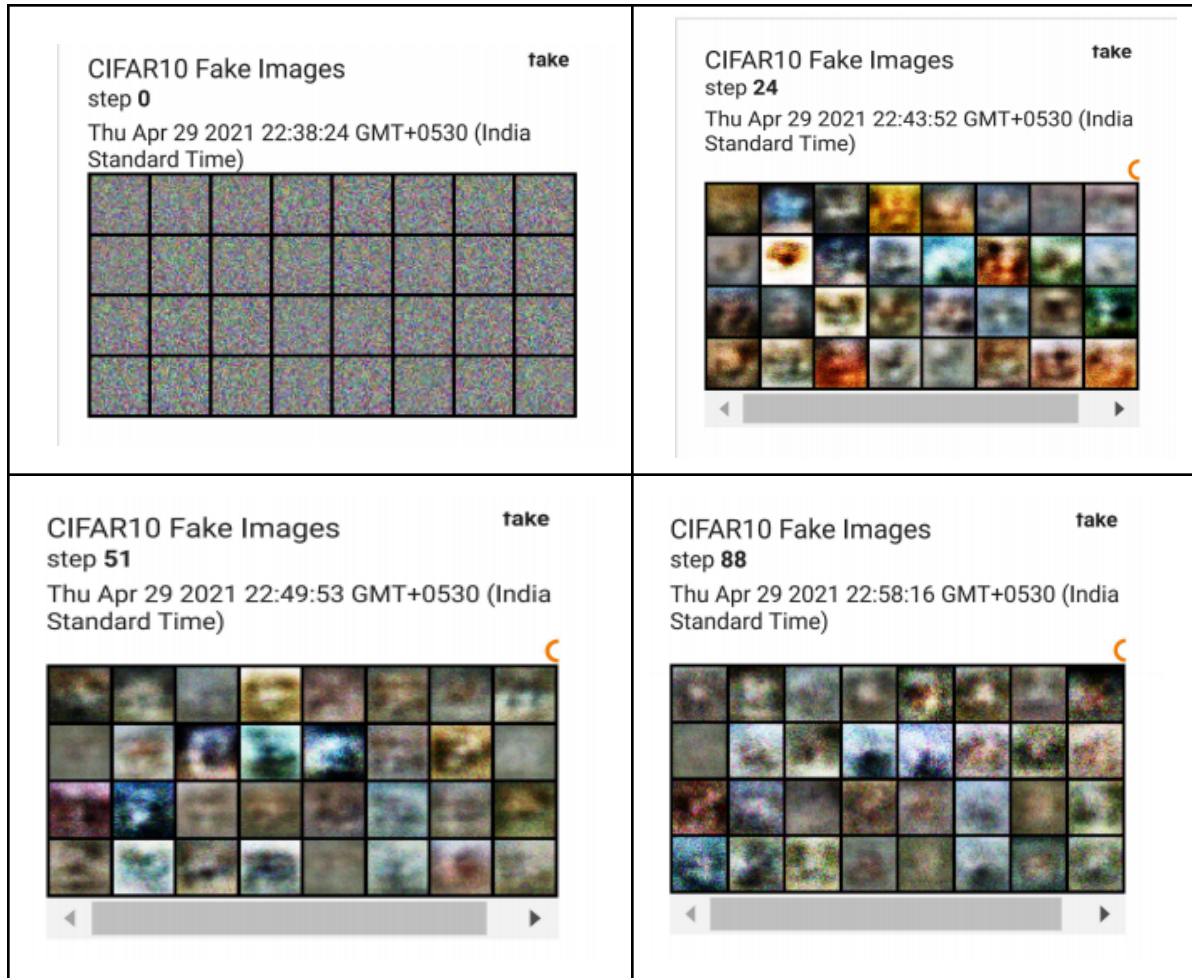 CIFAR10 Fake Images
fake
step 0
Thu Apr 29 2021 22:38:24 GMT+0530 (India
Standard Time)
CIFAR10 Fake Images
fake
step 24
Thu Apr 29 2021 22:43:52 GMT+0530 (India
Standard Time)
CIFAR10 Fake Images
fake
step 51
Thu Apr 29 2021 22:49:53 GMT+0530 (India
Standard Time)
CIFAR10 Fake Images
fake
step 88
Thu Apr 29 2021 22:58:16 GMT+0530 (India
Standard Time)